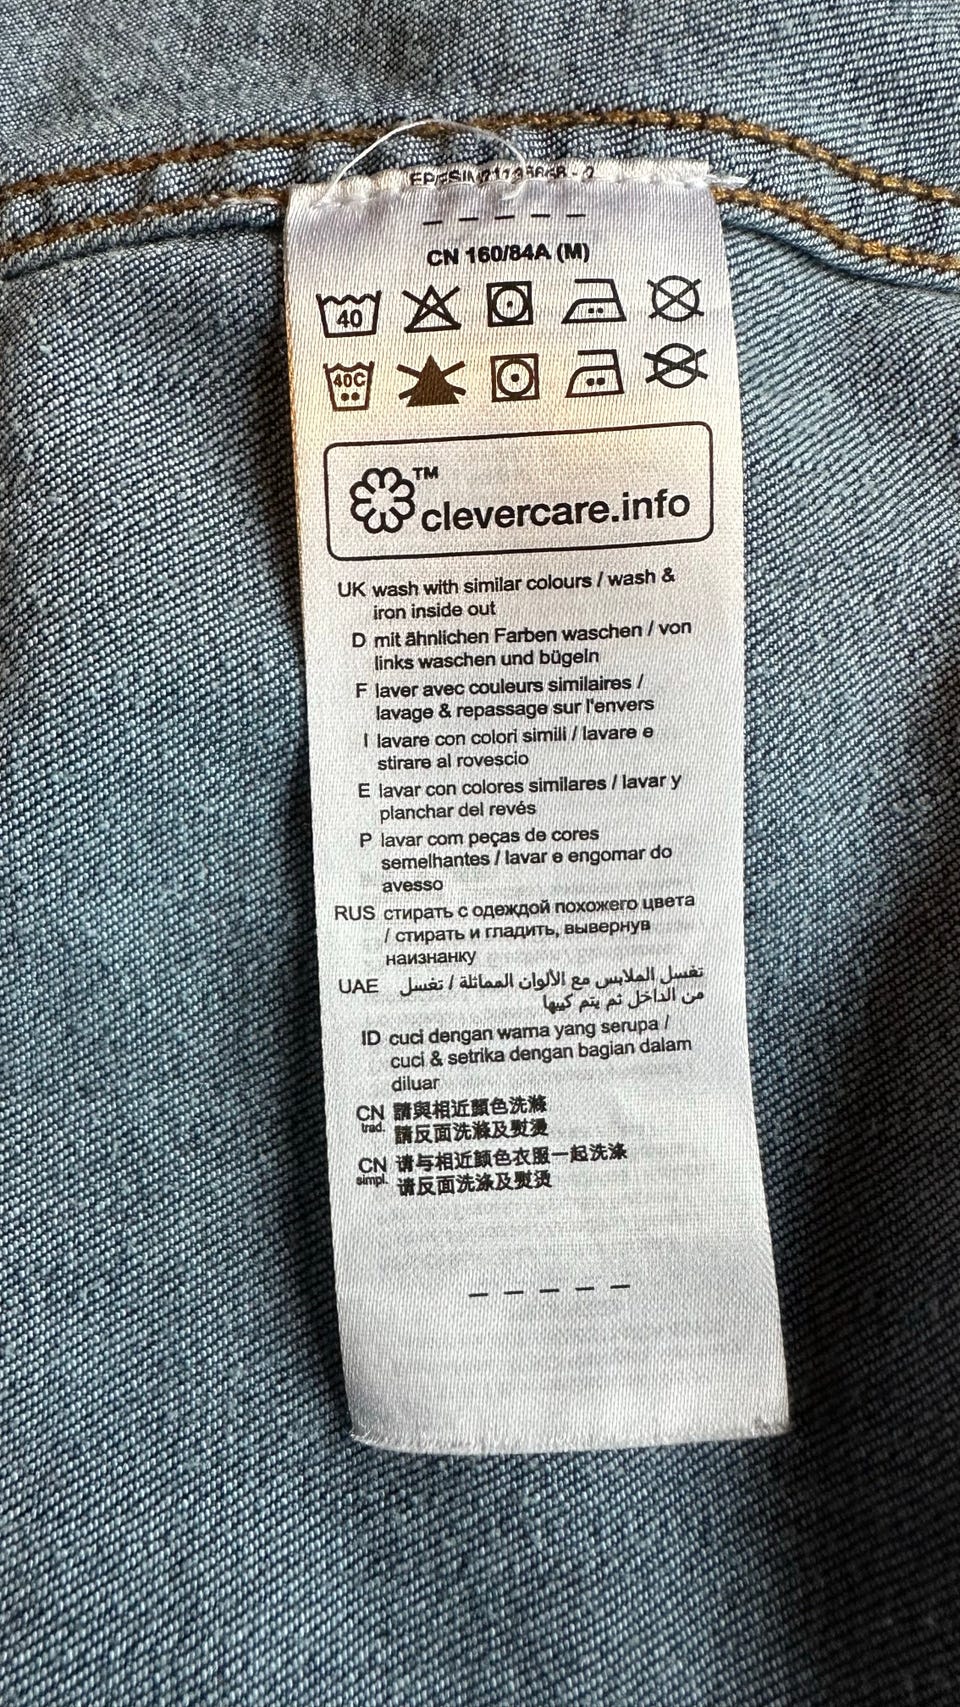 CN 160/84A (M)
40
40C
TM
clevercare.info
UK wash with similar colours / wash &
iron inside out
D mit ähnlichen Farben waschen / von
links waschen und bügeln
F laver avec couleurs similaires /
lavage & repassage sur l'envers
I lavare con colori simili / lavare e
stirare al rovescio
E lavar con colores similares / lavar y
planchar del revés
P lavar com peças de cores
semelhantes / lavar e engomar do
avesso
RUS стирать с одеждой похожего цвета
/ стирать и гладить, вывернув
наизнанку
UAE تغسل الملابس مع الألوان المماثلة / تغسل
من الداخل ثم يتم كيها
ID cuci dengan warna yang serupa /
cuci & setrika dengan bagian dalam
diluar
CN trad. 請與相近顏色洗滌
請反面洗滌及熨燙
CN simpl. 请与相近颜色衣服一起洗涤
请反面洗涤及熨烫